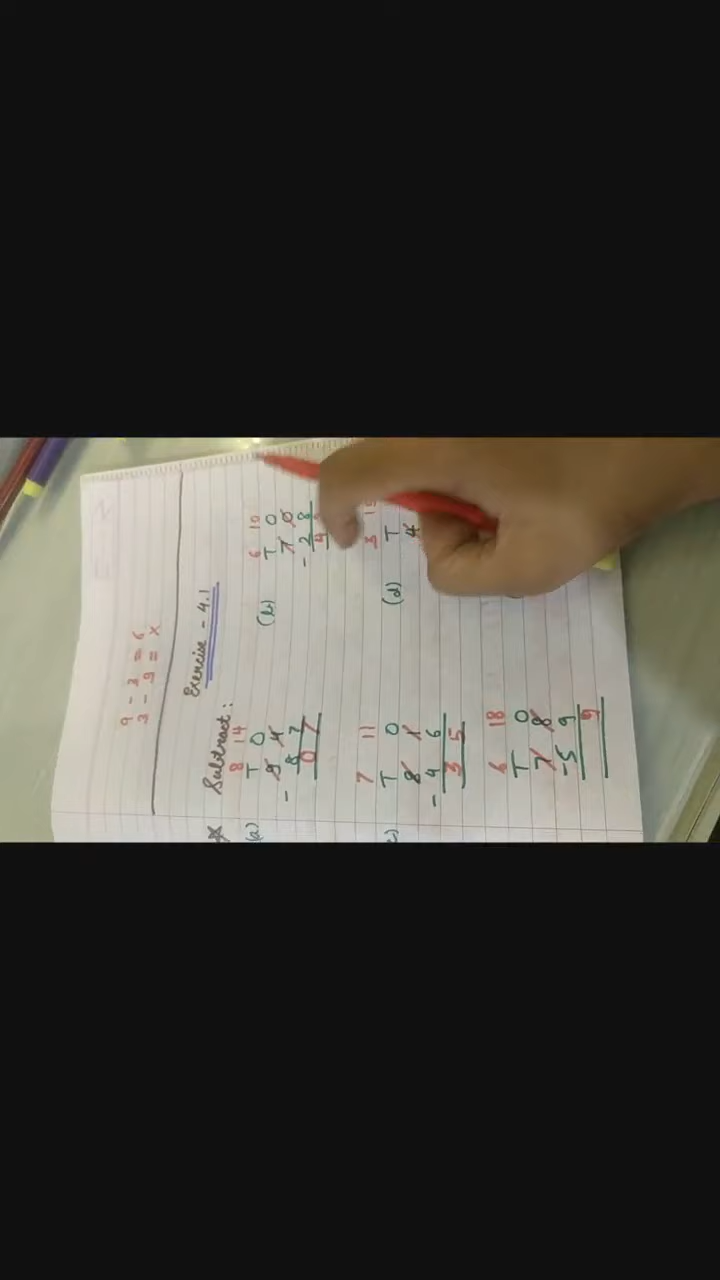 9 - 3 = 6
3 - 9 = x
Exercise - 4.1
Subtract:
(a)
8 14
T O
9 4
- 8 7
0 7
(b)
6 10
T O
7 0
- 2 8
4
7 11
T O
8 1
- 4 6
3 5
(d)
3
T
4
6 18
T O
7 8
- 5 9
9